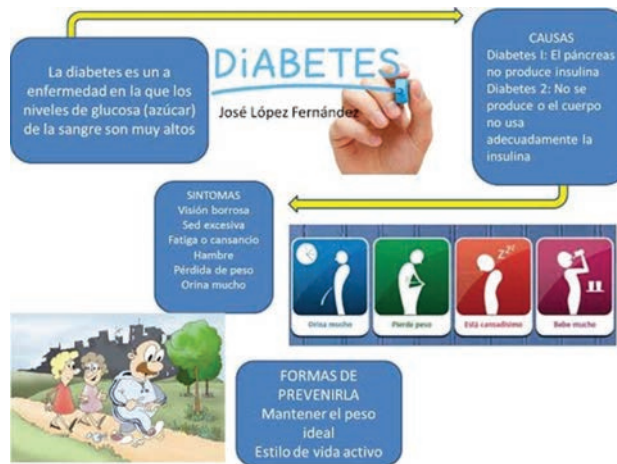 La diabetes es un a
enfermedad en la que los
niveles de glucosa (azúcar)
de la sangre son muy altos
DiABETES
José López Fernández
CAUSAS
Diabetes I: El páncreas
no produce insulina
Diabetes 2: No se
produce o el cuerpo
no usa
adecuadamente la
insulina
SINTOMAS
Visión borrosa
Sed excesiva
Fatiga o cansancio
Hambre
Pérdida de peso
Orina mucho
zzz
Orina mucho
Pierde peso
Está cansadísimo
Bebe mucho
FORMAS DE
PREVENIRLA
Mantener el peso
ideal
Estilo de vida activo